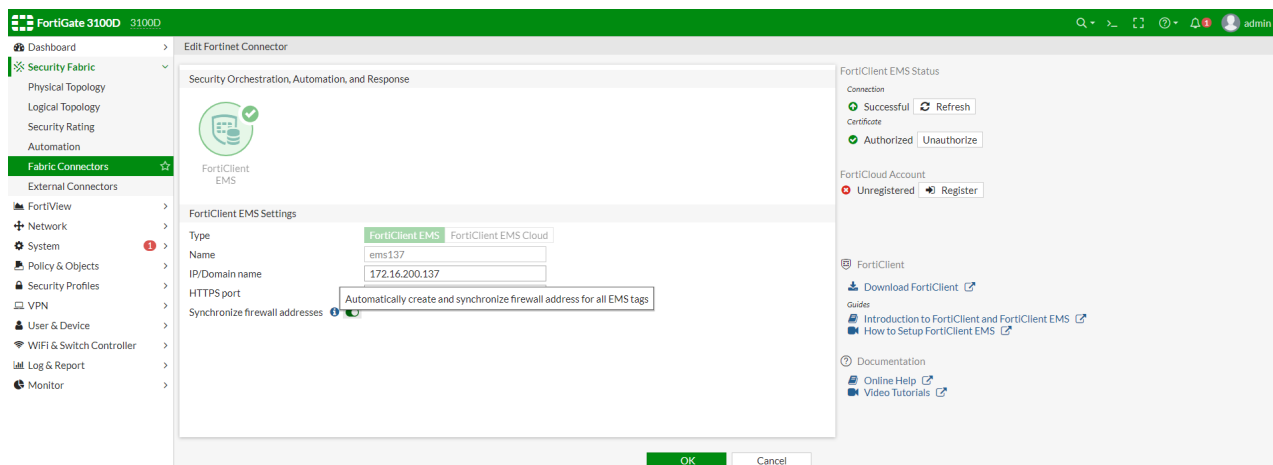 FortiGate 3100D 3100D
admin
1
Dashboard
Security Fabric
Physical Topology
Logical Topology
Security Rating
Automation
Fabric Connectors
External Connectors
FortiView
Network
System 1
Policy & Objects
Security Profiles
VPN
User & Device
WiFi & Switch Controller
Log & Report
Monitor
Edit Fortinet Connector
Security Orchestration, Automation, and Response
FortiClient
EMS
FortiClient EMS Settings
Type FortiClient EMS FortiClient EMS Cloud
Name ems137
IP/Domain name 172.16.200.137
HTTPS port
Automatically create and synchronize firewall address for all EMS tags
Synchronize firewall addresses
OK Cancel
FortiClient EMS Status
Connection
Successful Refresh
Certificate
Authorized Unauthorize
FortiCloud Account
Unregistered Register
FortiClient
Download FortiClient
Guides
Introduction to FortiClient and FortiClient EMS
How to Setup FortiClient EMS
Documentation
Online Help
Video Tutorials